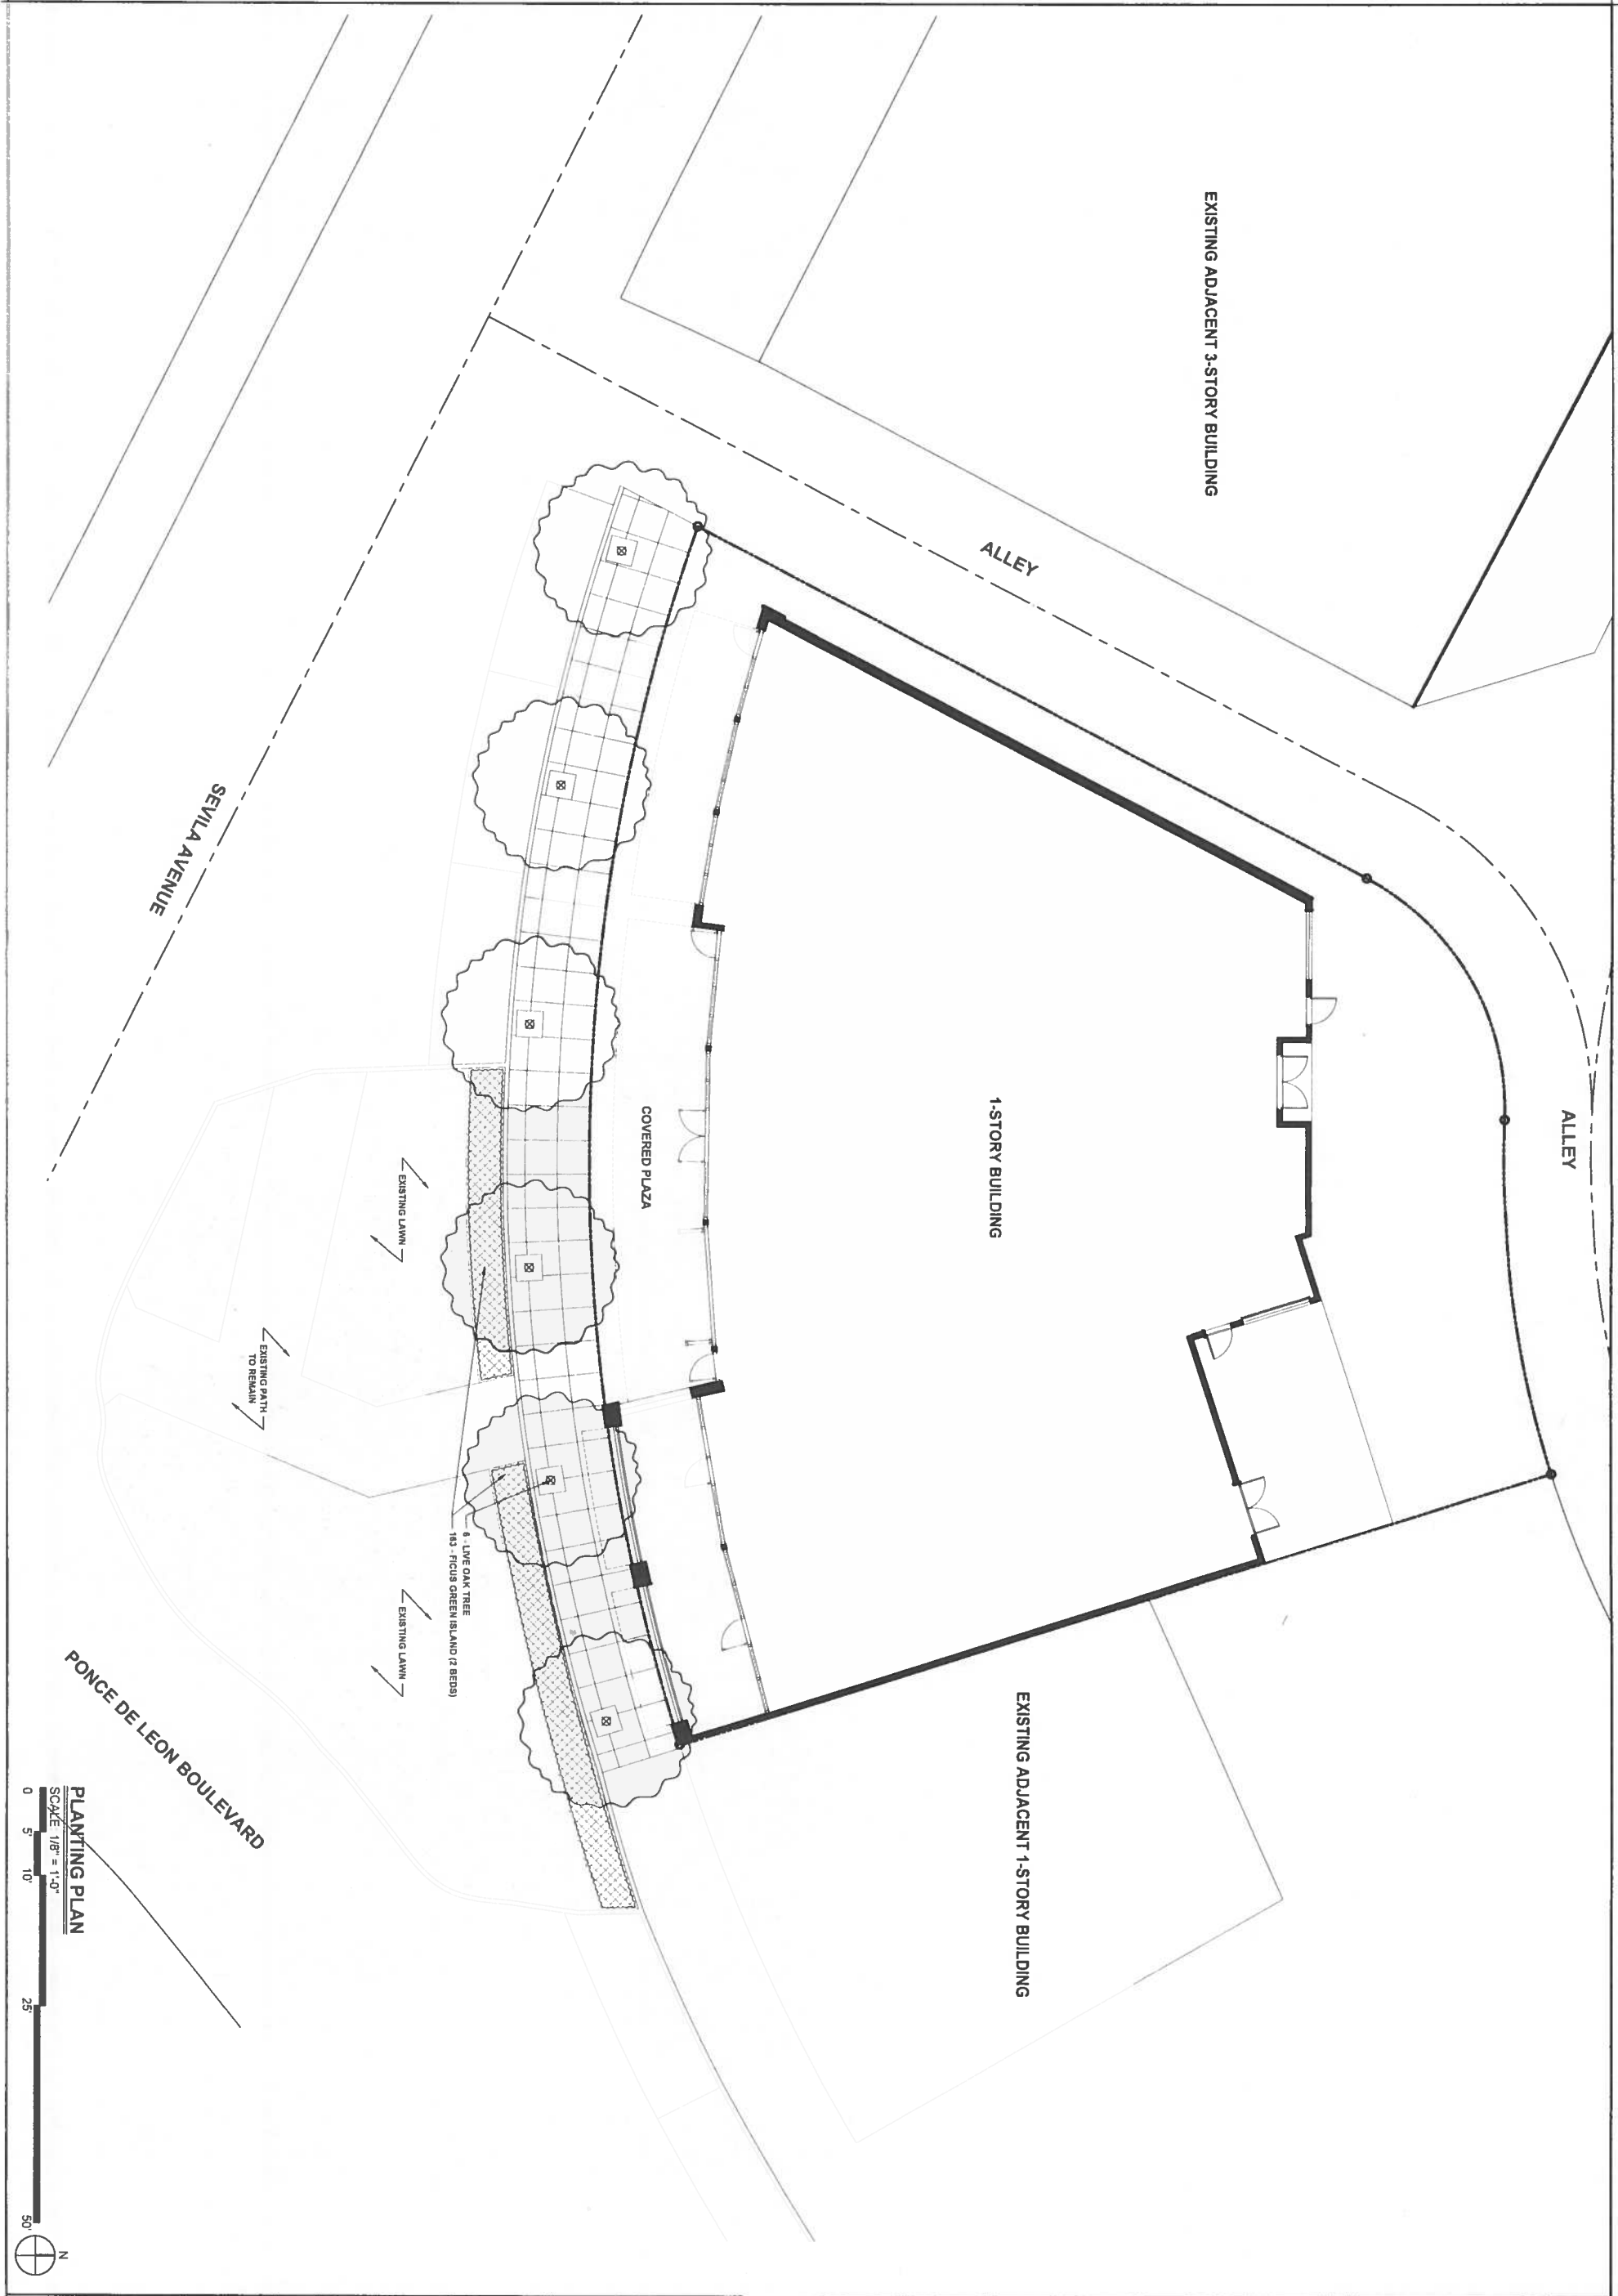 EXISTING ADJACENT 3-STORY BUILDING
ALLEY
ALLEY
1-STORY BUILDING
EXISTING ADJACENT 1-STORY BUILDING
COVERED PLAZA
6 - LIVE OAK TREE
163 - FICUS GREEN ISLAND (2 BEDS)
EXISTING LAWN
EXISTING LAWN
EXISTING PATH
TO REMAIN
SEVILA AVENUE
PONCE DE LEON BOULEVARD
PLANTING PLAN
SCALE 1/8" = 1'-0"
0 5' 10' 25' 50'
N